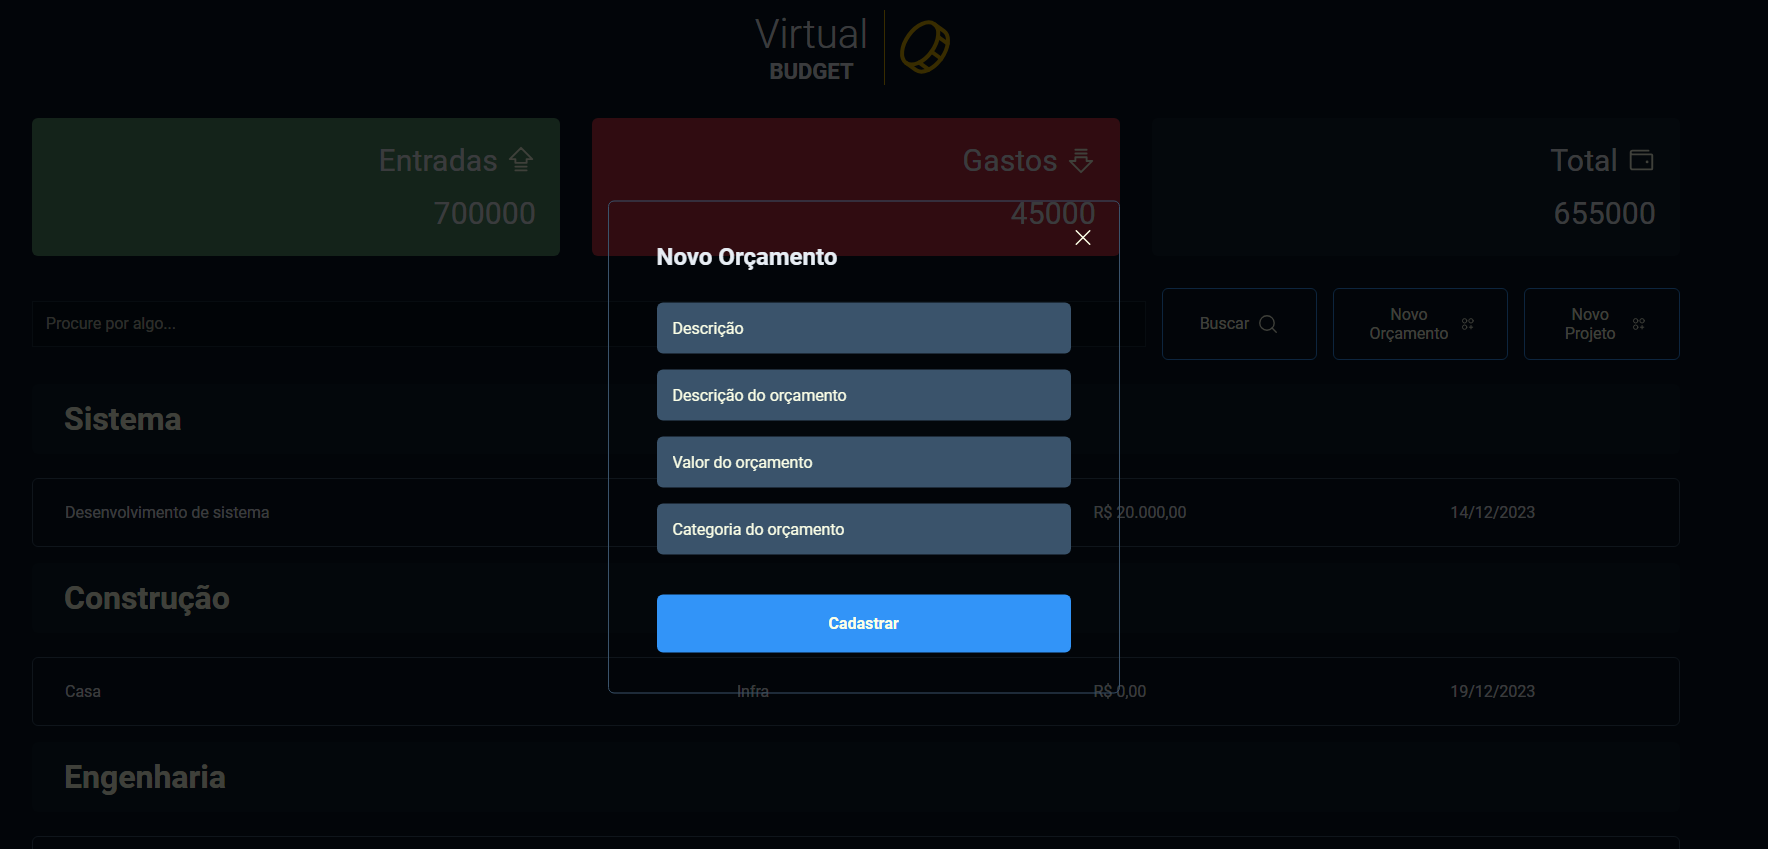 Virtual
BUDGET
Entradas
700000
Gastos
45000
Total
655000
Novo Orçamento
Descrição
Descrição do orçamento
Valor do orçamento
Categoria do orçamento
Cadastrar
Procure por algo...
Buscar
Novo
Orçamento
Novo
Projeto
Sistema
Desenvolvimento de sistema R$ 20.000,00 14/12/2023
Construção
Casa Infra R$ 0,00 19/12/2023
Engenharia